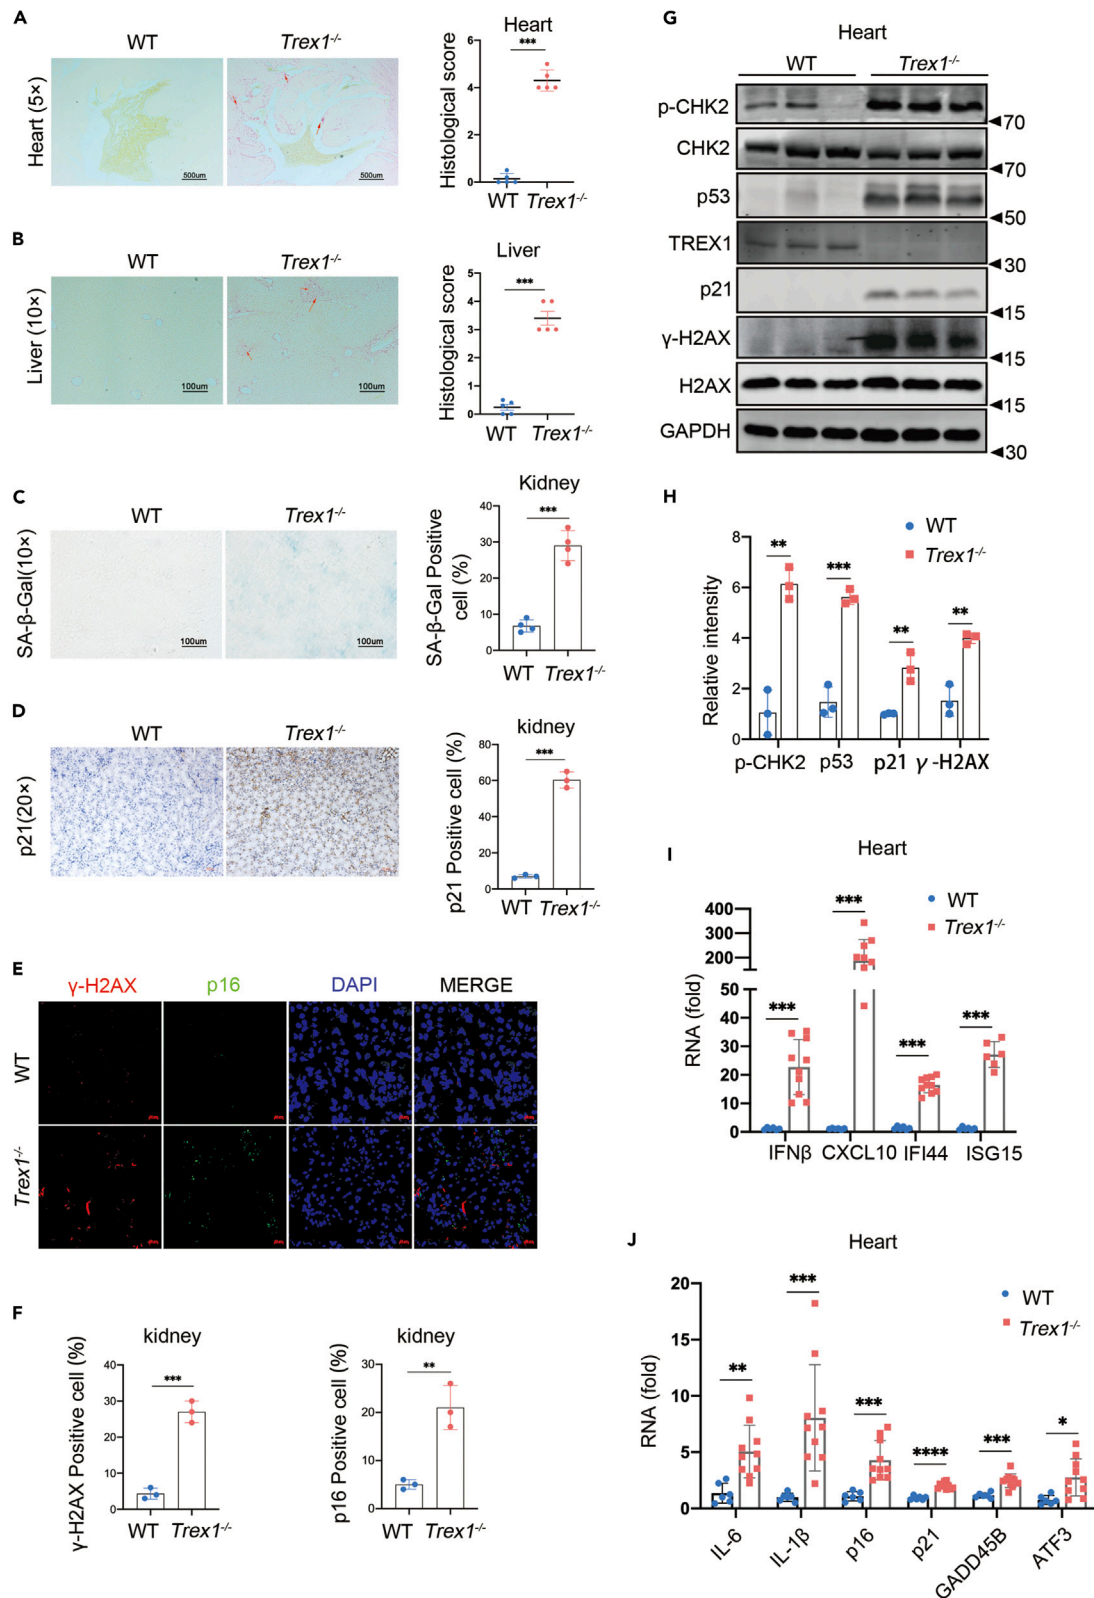 A
WT
Trex1-/-
Heart (5×)
500um
500um
Heart
***
Histological score
6
4
2
0
WT Trex1-/-
B
WT
Trex1-/-
Liver (10×)
100um
100um
Liver
***
Histological score
5
4
3
2
1
0
WT Trex1-/-
C
WT
Trex1-/-
SA-β-Gal(10×)
100um
100um
Kidney
***
SA-β-Gal Positive
cell (%)
40
30
20
10
0
WT Trex1-/-
D
WT
Trex1-/-
p21(20×)
kidney
***
p21 Positive cell (%)
80
60
40
20
0
WT Trex1-/-
E
γ-H2AX p16 DAPI MERGE
WT
Trex1-/-
F
kidney
***
γ-H2AX Positive cell (%)
40
30
20
10
0
WT Trex1-/-
kidney
**
p16 Positive cell (%)
30
20
10
0
WT Trex1-/-
G
Heart
WT Trex1-/-
p-CHK2
◄70
CHK2
◄70
p53
◄50
TREX1
◄30
p21
◄15
γ-H2AX
◄15
H2AX
◄15
GAPDH
◄30
H
WT
Trex1-/-
Relative intensity
8
6
4
2
0
** *** ** **
p-CHK2 p53 p21 γ-H2AX
I
Heart
WT
Trex1-/-
RNA (fold)
400
300
200
100
50
40
30
20
10
0
*** *** *** ***
IFNβ CXCL10 IFI44 ISG15
J
Heart
WT
Trex1-/-
RNA (fold)
20
15
10
5
0
** *** *** **** *** *
IL-6 IL-1β p16 p21 GADD45B ATF3